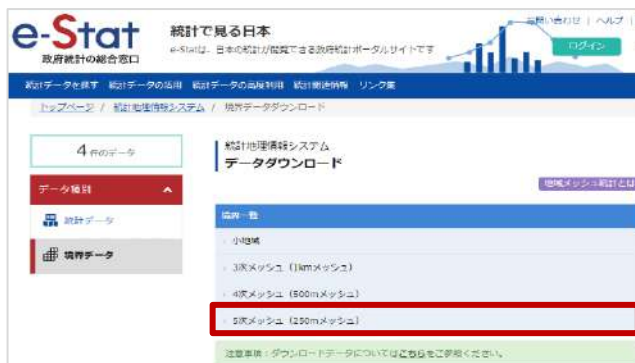 e-Stat
政府統計の総合窓口
統計で見る日本
e-Statは、日本の統計が閲覧できる政府統計ポータルサイトです
お問い合わせ | ヘルプ |
ログイン
統計データを探す 統計データの活用 統計データの高度利用 統計関連情報 リンク集
トップページ / 統計地理情報システム / 境界データダウンロード
4 件のデータ
データ種別
統計データ
境界データ
統計地理情報システム
データダウンロード
地域メッシュ統計とは
境界一覧
小地域
3次メッシュ (1kmメッシュ)
4次メッシュ (500mメッシュ)
5次メッシュ (250mメッシュ)
注意事項：ダウンロードデータについてはこちらをご参照ください。